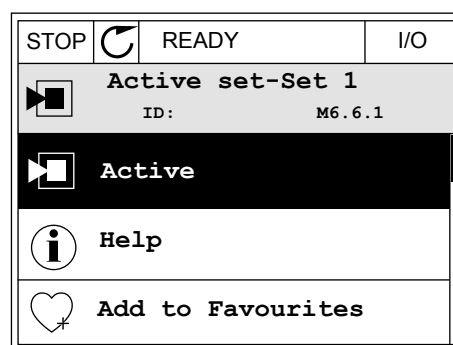 STOP READY I/O
Active set-Set 1
ID: M6.6.1
Active
Help
Add to Favourites